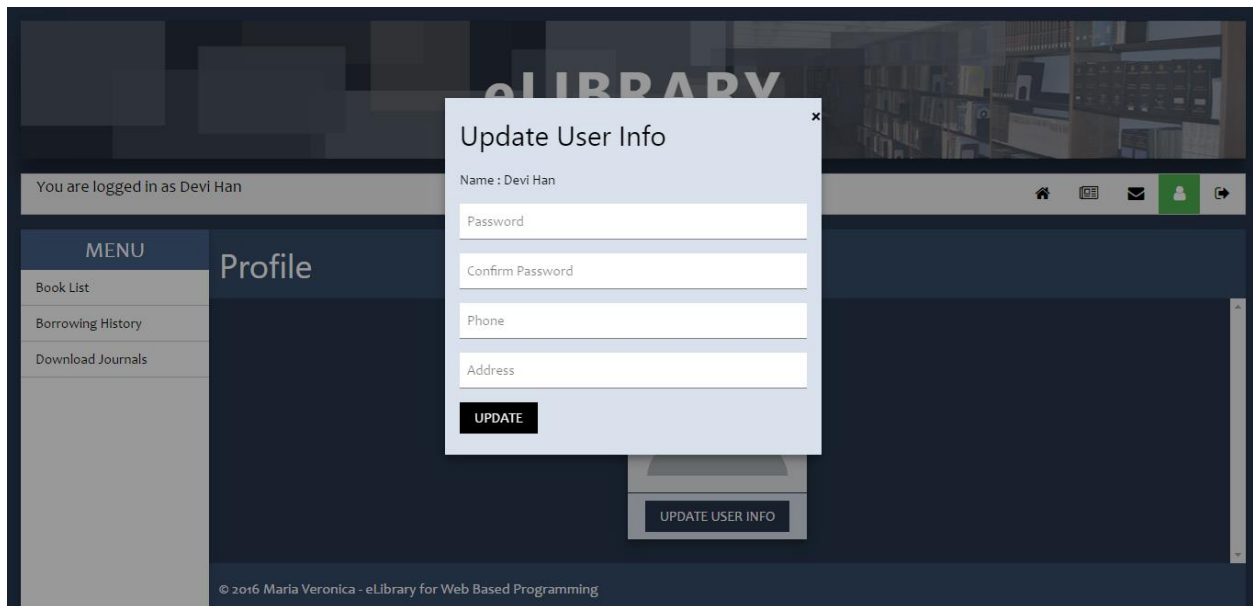 eLIBRARY
You are logged in as Devi Han
MENU
Book List
Borrowing History
Download Journals
Profile
×
Update User Info
Name : Devi Han
Password
Confirm Password
Phone
Address
UPDATE
UPDATE USER INFO
© 2016 Maria Veronica - eLibrary for Web Based Programming